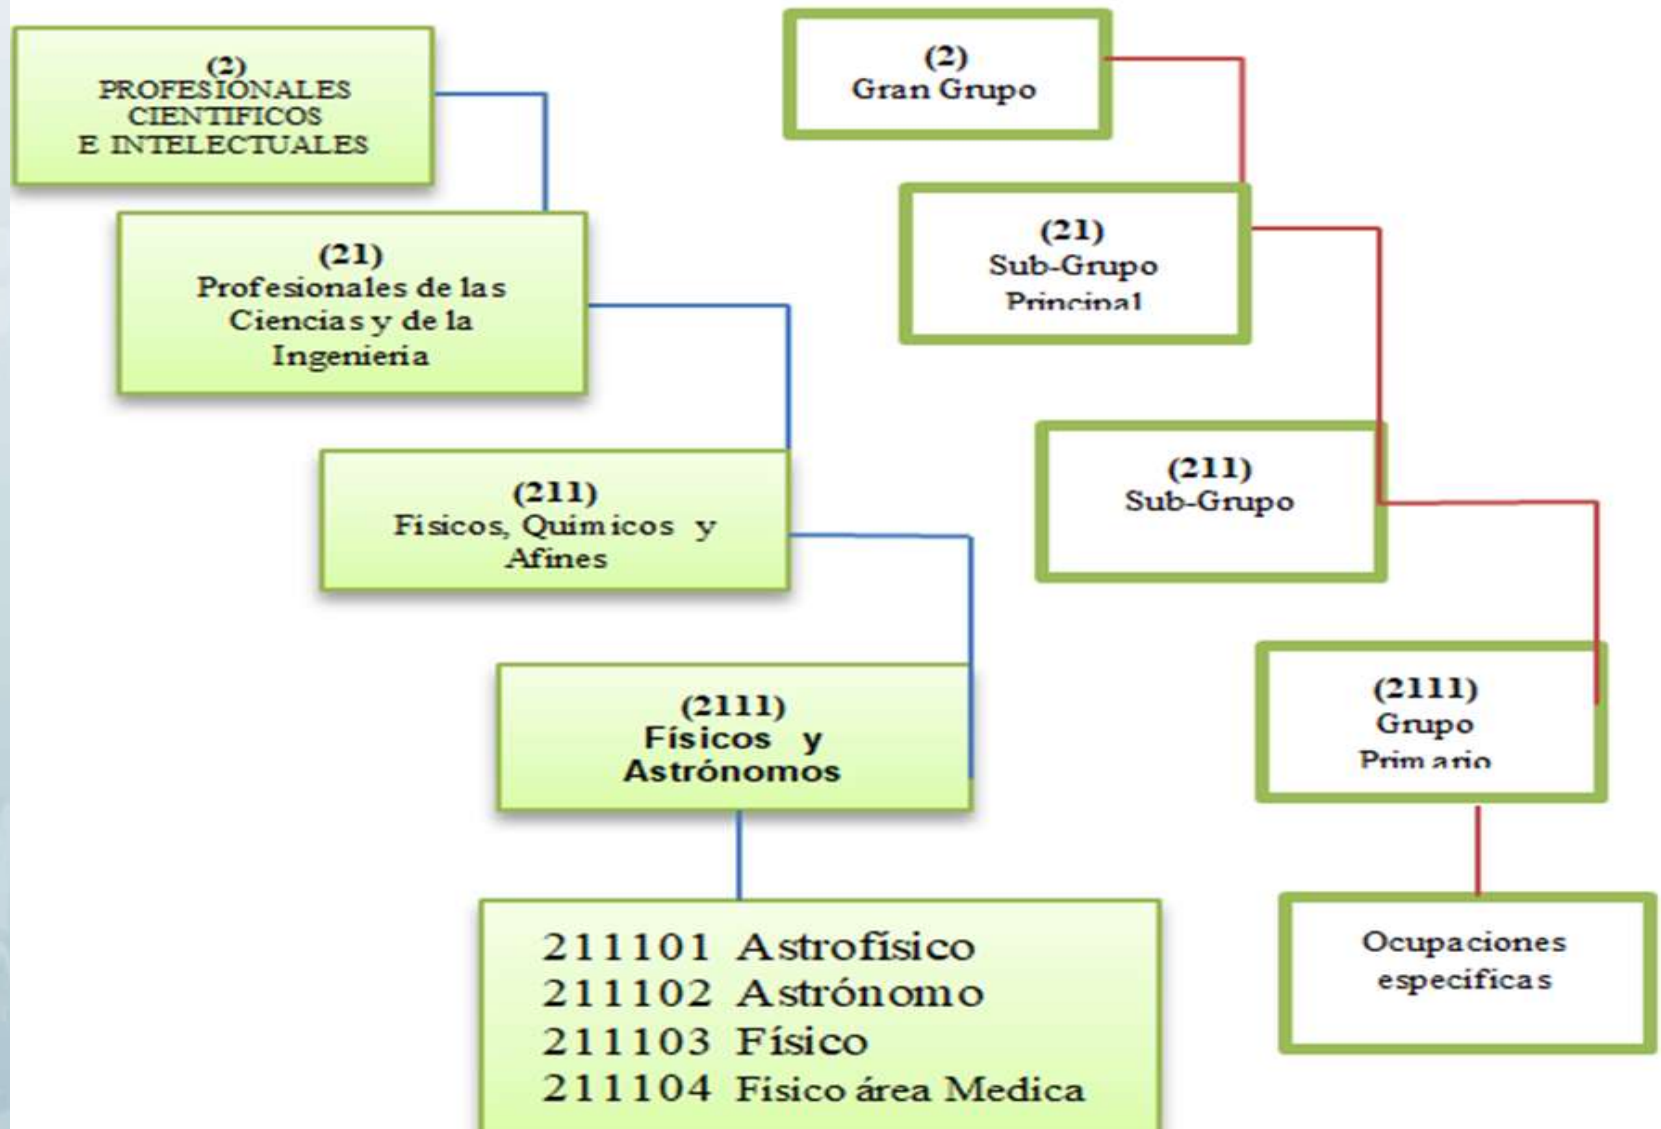 (2)
PROFESIONALES
CIENTIFICOS
E INTELECTUALES
(21)
Profesionales de las
Ciencias y de la
Ingenieria
(211)
Físicos, Químicos y
Afines
(2111)
Físicos y
Astrónomos
211101 Astrofísico
211102 Astrónomo
211103 Físico
211104 Físico área Medica
(2)
Gran Grupo
(21)
Sub-Grupo
Principal
(211)
Sub-Grupo
(2111)
Grupo
Primario
Ocupaciones
especificas